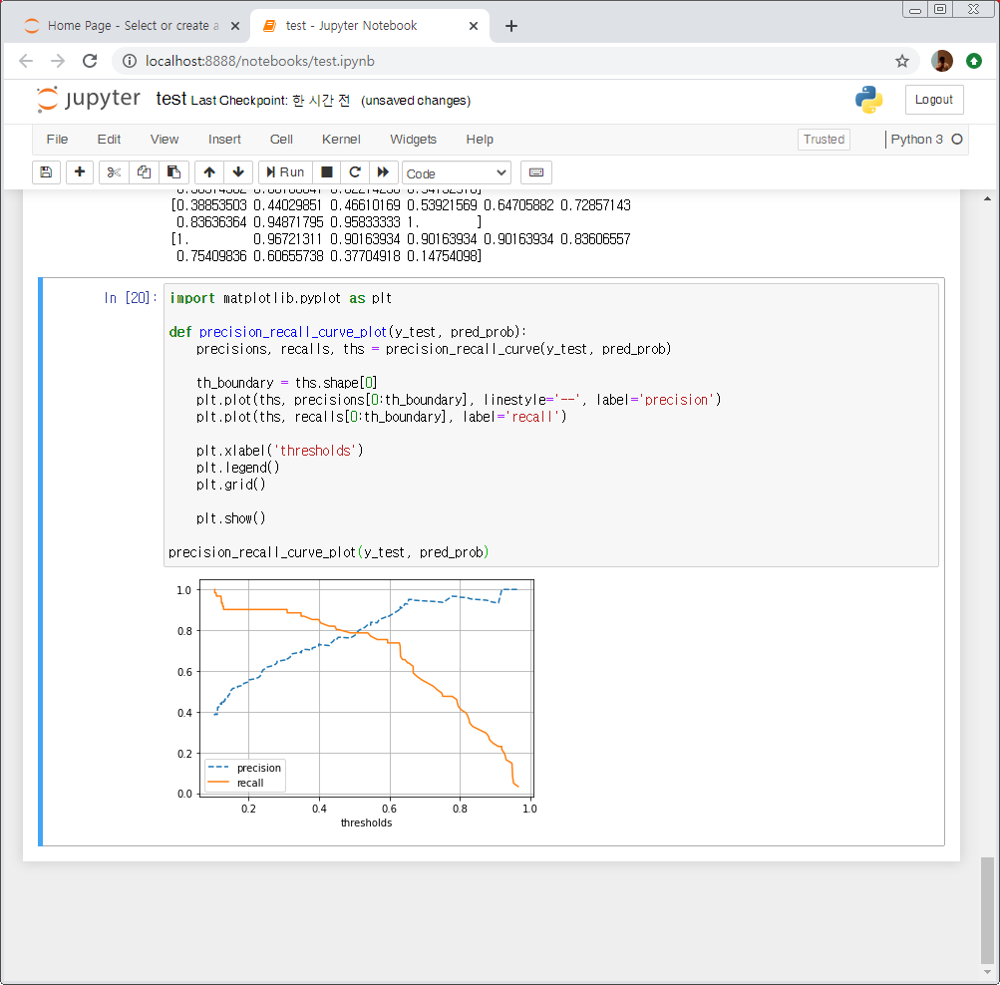 Home Page - Select or create a
test - Jupyter Notebook
localhost:8888/notebooks/test.ipynb
jupyter test Last Checkpoint: 한 시간 전 (unsaved changes)
Logout
File Edit View Insert Cell Kernel Widgets Help
Trusted
Python 3
Run
Code
[0.38853503 0.44029851 0.46610169 0.53921569 0.64705882 0.72857143
0.83636364 0.94871795 0.95833333 1. ]
[1. 0.96721311 0.90163934 0.90163934 0.90163934 0.83606557
0.75409836 0.60655738 0.37704918 0.14754098]
In [20]:
import matplotlib.pyplot as plt
def precision_recall_curve_plot(y_test, pred_prob):
    precisions, recalls, ths = precision_recall_curve(y_test, pred_prob)
    th_boundary = ths.shape[0]
    plt.plot(ths, precisions[0:th_boundary], linestyle='--', label='precision')
    plt.plot(ths, recalls[0:th_boundary], label='recall')
    plt.xlabel('thresholds')
    plt.legend()
    plt.grid()
    plt.show()
precision_recall_curve_plot(y_test, pred_prob)
1.0
0.8
0.6
0.4
0.2
0.0
precision
recall
0.2 0.4 0.6 0.8 1.0
thresholds